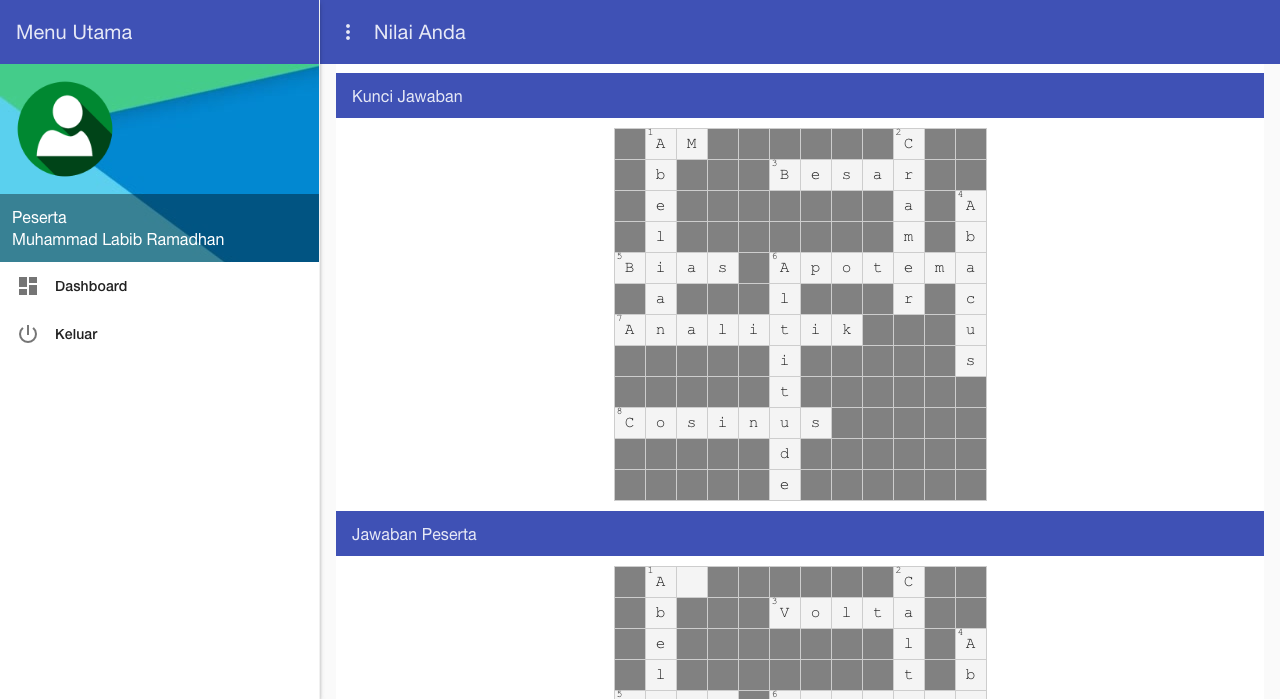 Menu Utama
Nilai Anda
Peserta
Muhammad Labib Ramadhan
Dashboard
Keluar
Kunci Jawaban
1 A M 2 C
b 3 B e s a r
e a 4 A
l m b
5 B i a s 6 A p o t e m a
a l r c
7 A n a l i t i k u
i s
t
8 C o s i n u s
d
e
Jawaban Peserta
1 A 2 C
b 3 V o l t a
e l 4 A
l t b
5 6